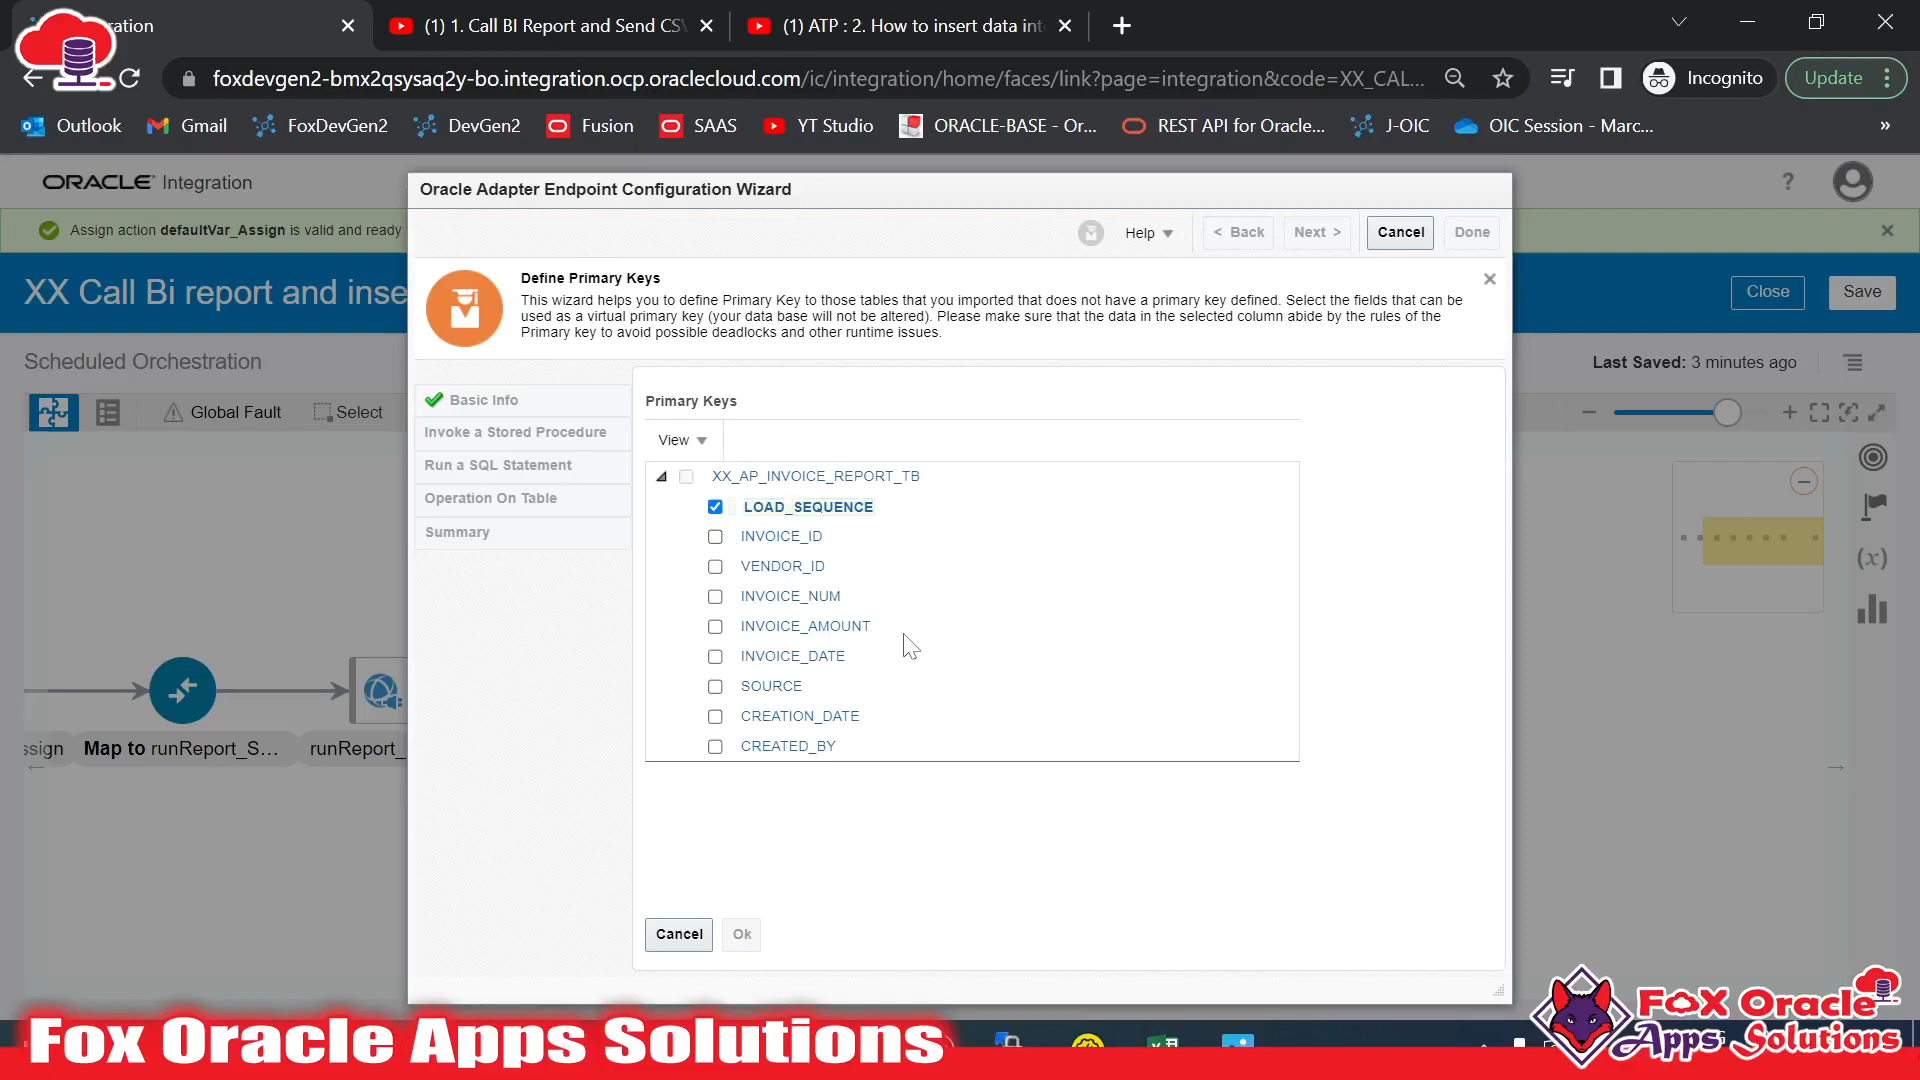 ration
(1) 1. Call BI Report and Send CSV
(1) ATP : 2. How to insert data int
foxdevgen2-bmx2qsysaq2y-bo.integration.ocp.oraclecloud.com/ic/integration/home/faces/link?page=integration&code=XX_CAL...
Incognito
Update
Outlook
Gmail
FoxDevGen2
DevGen2
Fusion
SAAS
YT Studio
ORACLE-BASE - Or...
REST API for Oracle...
J-OIC
OIC Session - Marc...
»
ORACLE Integration
?
Assign action defaultVar_Assign is valid and ready
XX Call Bi report and inse
Close
Save
Scheduled Orchestration
Last Saved: 3 minutes ago
Global Fault
Select
Oracle Adapter Endpoint Configuration Wizard
Help
< Back
Next >
Cancel
Done
Define Primary Keys
This wizard helps you to define Primary Key to those tables that you imported that does not have a primary key defined. Select the fields that can be
used as a virtual primary key (your data base will not be altered). Please make sure that the data in the selected column abide by the rules of the
Primary key to avoid possible deadlocks and other runtime issues.
Basic Info
Invoke a Stored Procedure
Run a SQL Statement
Operation On Table
Summary
Primary Keys
View
XX_AP_INVOICE_REPORT_TB
LOAD_SEQUENCE
INVOICE_ID
VENDOR_ID
INVOICE_NUM
INVOICE_AMOUNT
INVOICE_DATE
SOURCE
CREATION_DATE
CREATED_BY
Cancel
Ok
(x)
ssign
Map to runReport_S...
runReport_
Fox Oracle Apps Solutions
FOX Oracle
Apps Solutions